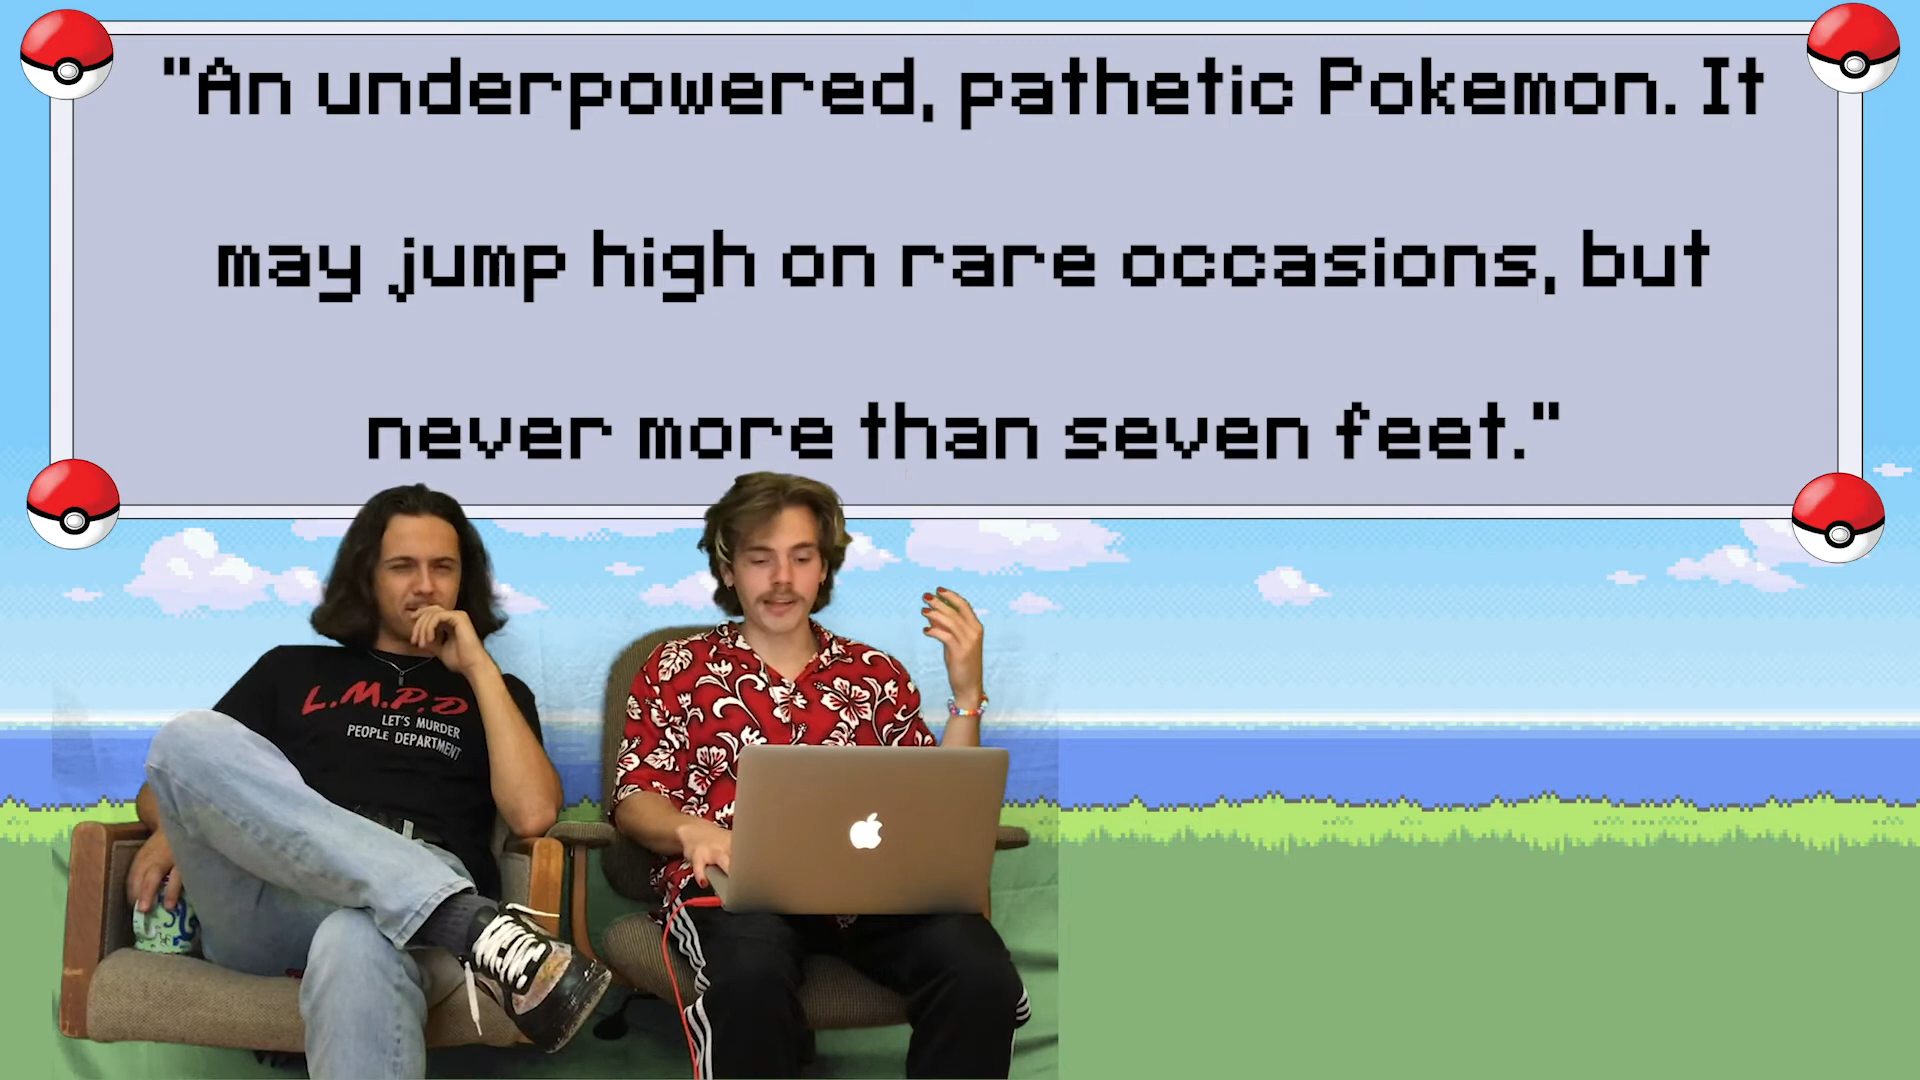 "An underpowered, pathetic Pokemon. It
may jump high on rare occasions, but
never more than seven feet."
L.M.P.D
LET'S MURDER
PEOPLE DEPARTMENT